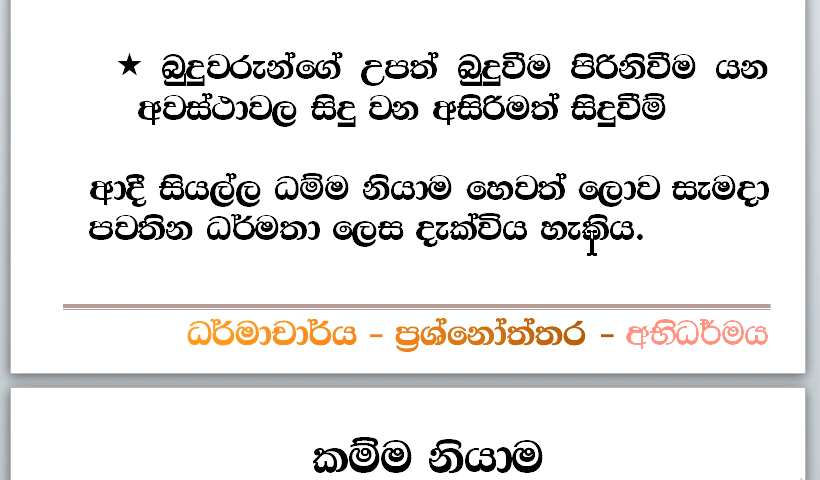 ★ බුදුවරුන්ගේ උපත් බුදුවීම පිරිනිවීම යන
අවස්ථාවල සිදු වන අසිරිමත් සිදුවීම්
ආදී සියල්ල ධම්ම නියාම හෙවත් ලොව සැමදා
පවතින ධර්මතා ලෙස දැක්විය හැකිය.
ධර්මාචාර්ය – ප්‍රශ්නෝත්තර – අභිධර්මය
කම්ම නියාම